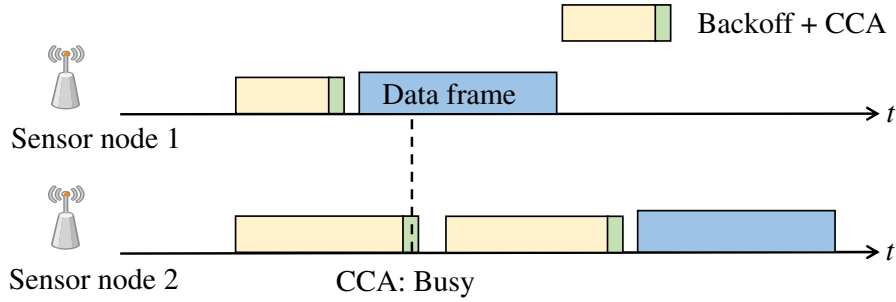 Backoff + CCA
Data frame
t
Sensor node 1
t
Sensor node 2
CCA: Busy